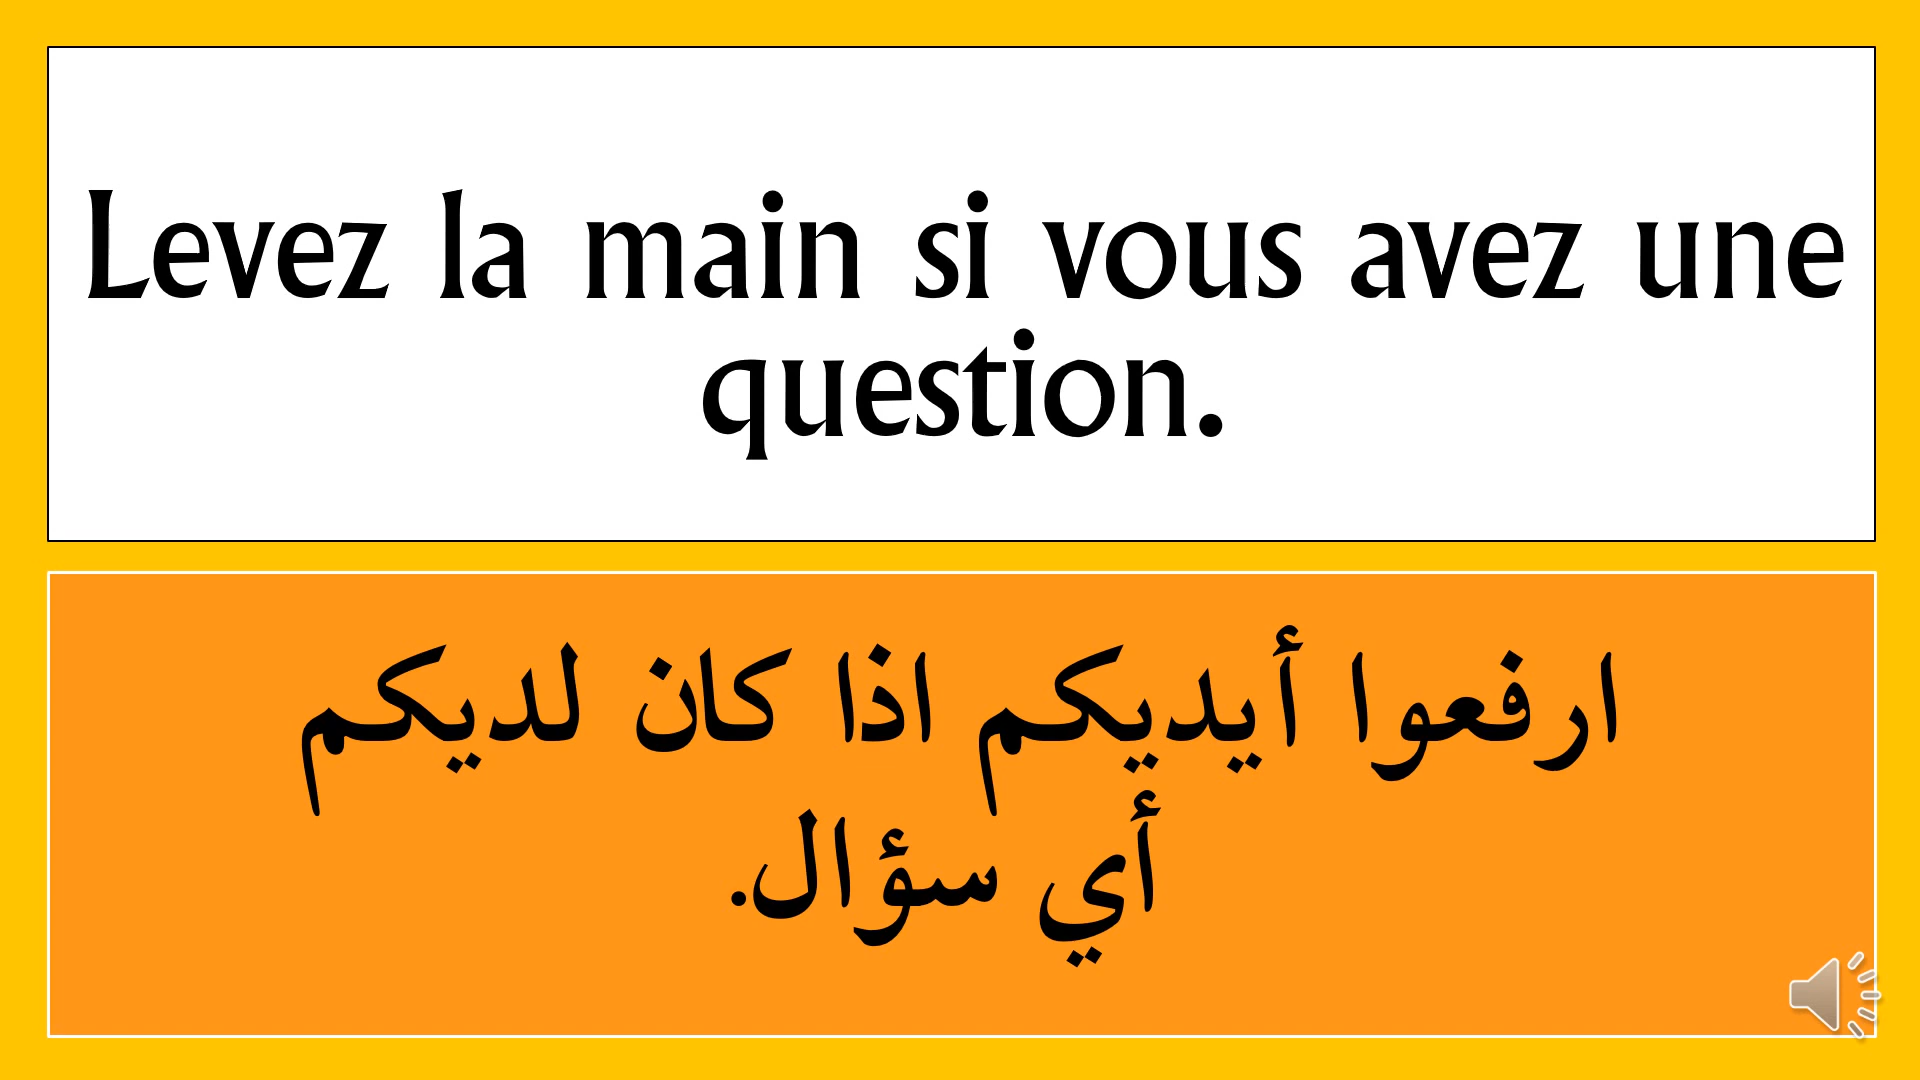 Levez la main si vous avez une
question.
ارفعوا أيديكم اذا كان لديكم
أي سؤال.